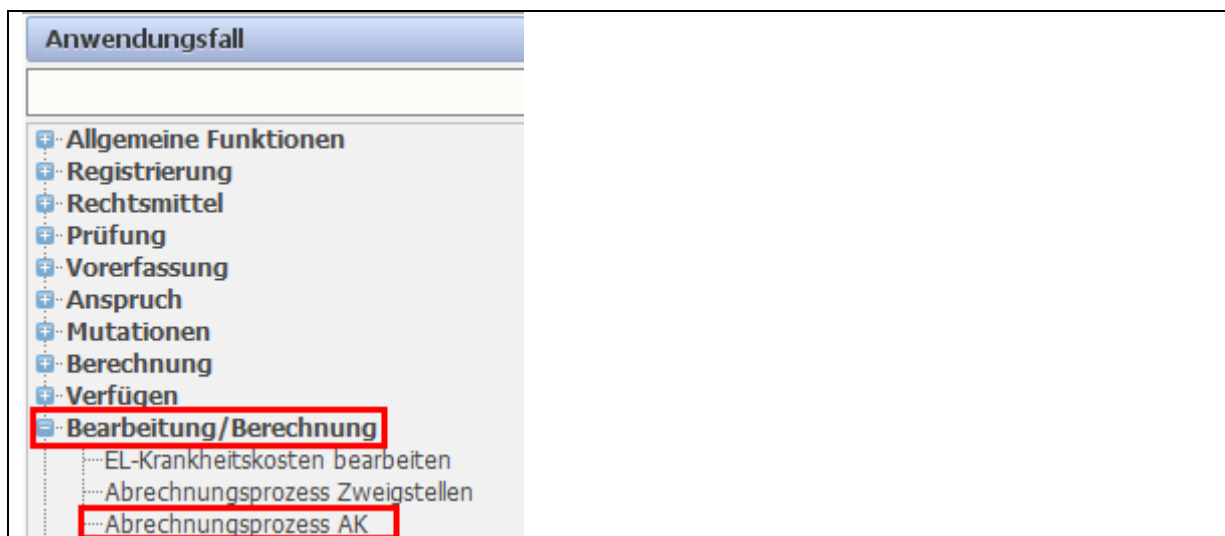 Anwendungsfall
Allgemeine Funktionen
Registrierung
Rechtsmittel
Prüfung
Vorerfassung
Anspruch
Mutationen
Berechnung
Verfügen
Bearbeitung/Berechnung
EL-Krankheitskosten bearbeiten
Abrechnungsprozess Zweigstellen
Abrechnungsprozess AK